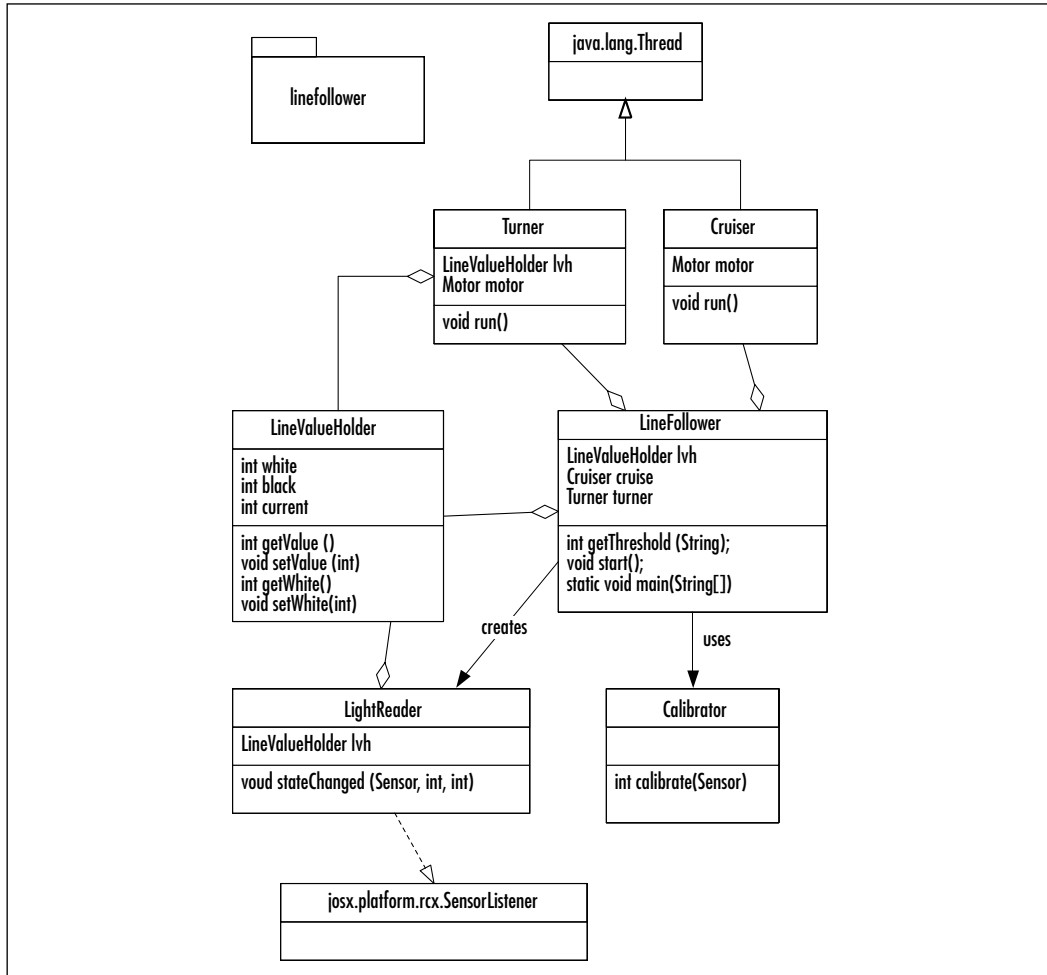 linefollower
java.lang.Thread
Turner
LineValueHolder lvh
Motor motor
void run()
Cruiser
Motor motor
void run()
LineValueHolder
int white
int black
int current
int getValue ()
void setValue (int)
int getWhite()
void setWhite(int)
LineFollower
LineValueHolder lvh
Cruiser cruise
Turner turner
int getThreshold (String);
void start();
static void main(String[])
creates
uses
LightReader
LineValueHolder lvh
voud stateChanged (Sensor, int, int)
Calibrator
int calibrate(Sensor)
josx.platform.rcx.SensorListener